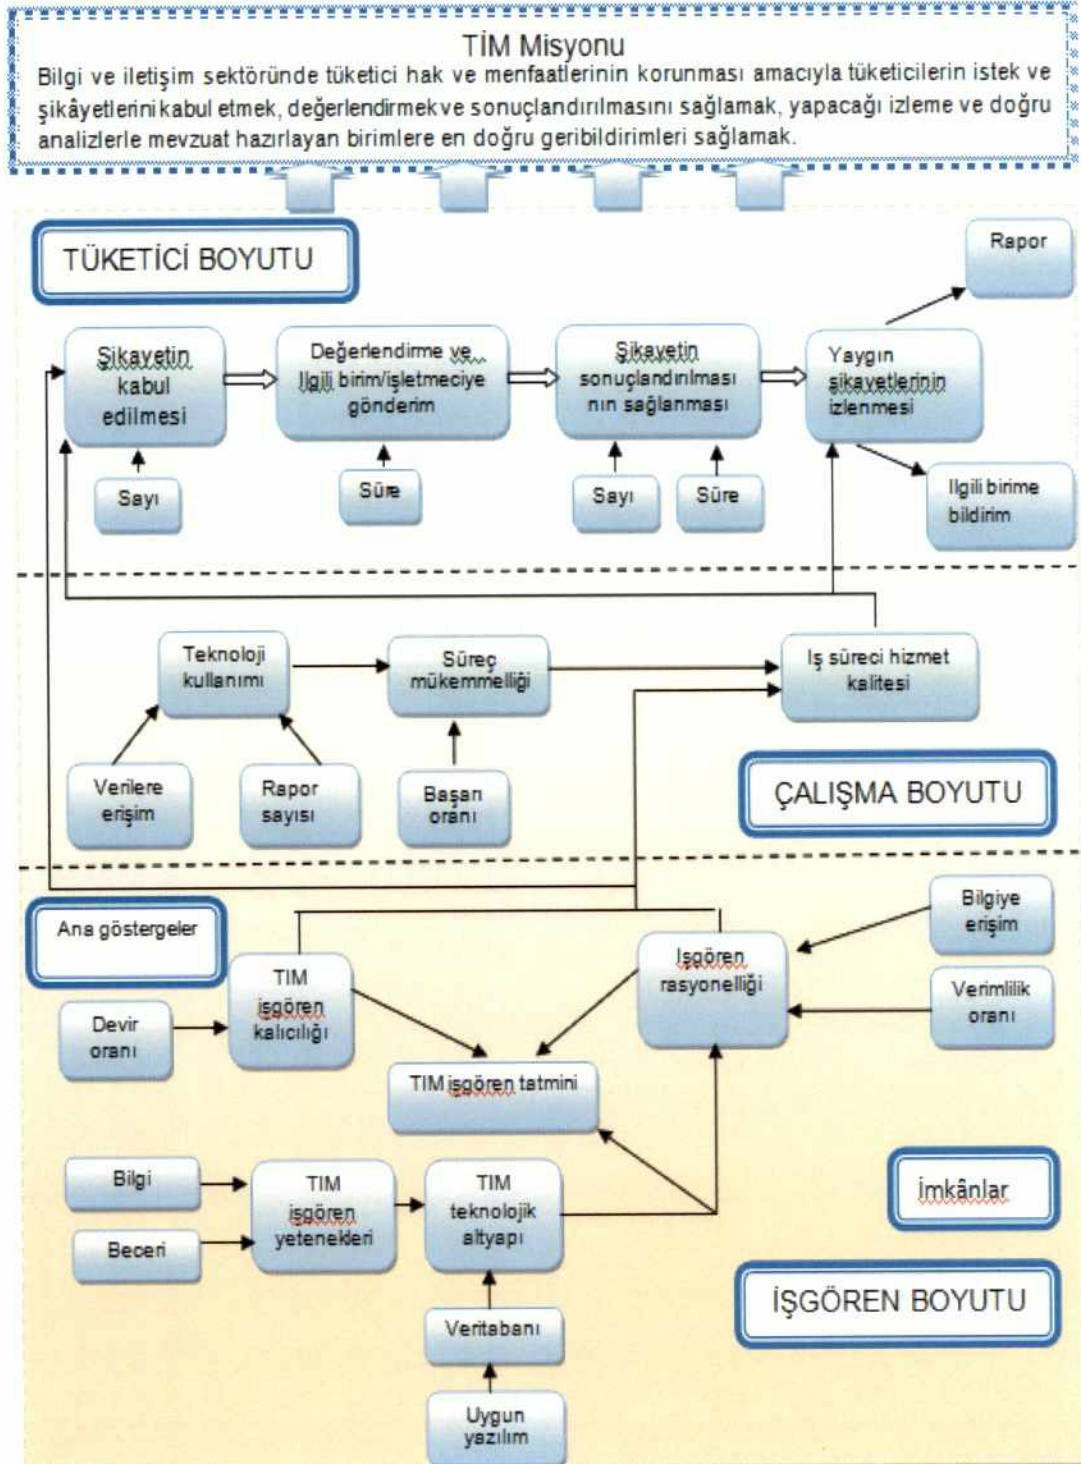 TİM Misyonu
Bilgi ve iletişim sektöründe tüketici hak ve menfaatlerinin korunması amacıyla tüketicilerin istek ve
şikâyetlerini kabul etmek, değerlendirmek ve sonuçlandırılmasını sağlamak, yapacağı izleme ve doğru
analizlerle mevzuat hazırlayan birimlere en doğru geribildirimleri sağlamak.
TÜKETİCİ BOYUTU
Rapor
Şikayetin
kabul
edilmesi
Değerlendirme ve
Ilgili birim/işletmeciye
gönderim
Şikayetin
sonuçlandırılması
nın sağlanması
Yaygın
şikayetlerinin
izlenmesi
Sayı
Süre
Sayı
Süre
Ilgili birime
bildirim
Teknoloji
kullanımı
Süreç
mükemmelliği
Iş süreci hizmet
kalitesi
Verilere
erişim
Rapor
sayısı
Başarı
oranı
ÇALIŞMA BOYUTU
Ana göstergeler
Bilgiye
erişim
TIM
işgören
kalıcılığı
Işgören
rasyonelliği
Verimlilik
oranı
Devir
oranı
TIM işgören tatmini
Bilgi
Beceri
TIM
işgören
yetenekleri
TIM
teknolojik
altyapı
İmkânlar
İŞGÖREN BOYUTU
Veritabanı
Uygun
yazılım